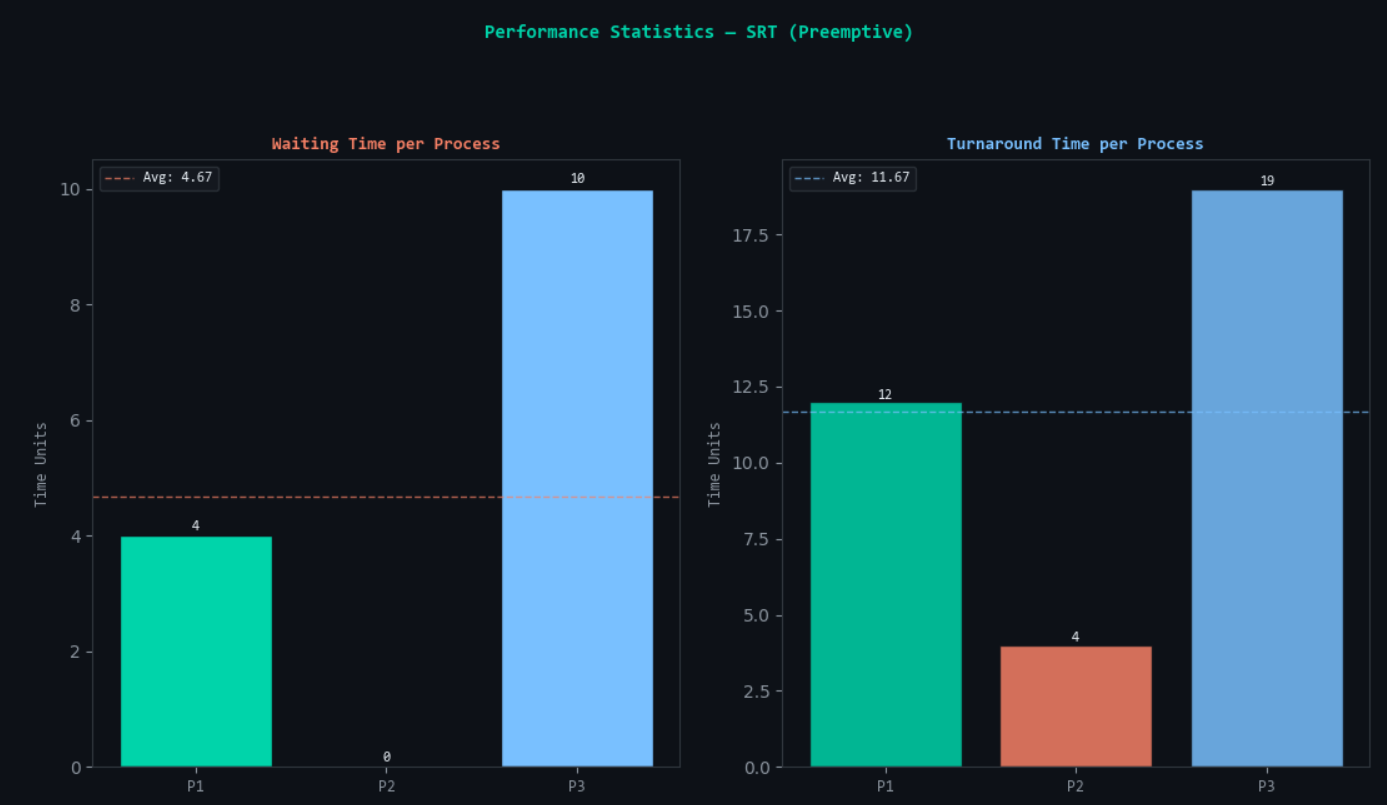 Performance Statistics — SRT (Preemptive)
Waiting Time per Process
Avg: 4.67
Time Units
10
8
6
4
2
0
4
0
10
P1
P2
P3
Turnaround Time per Process
Avg: 11.67
Time Units
17.5
15.0
12.5
10.0
7.5
5.0
2.5
0.0
12
4
19
P1
P2
P3